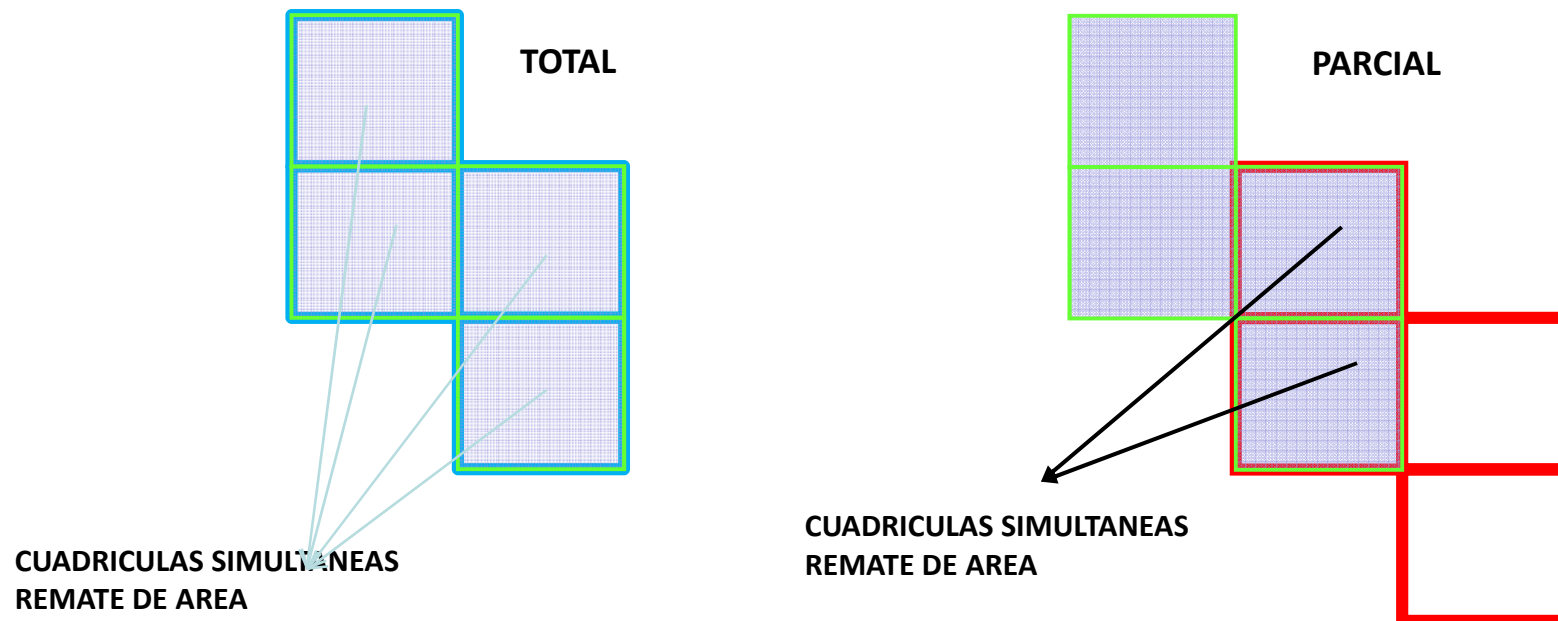 TOTAL
PARCIAL
CUADRICULAS SIMULTANEAS
REMATE DE AREA
CUADRICULAS SIMULTANEAS
REMATE DE AREA